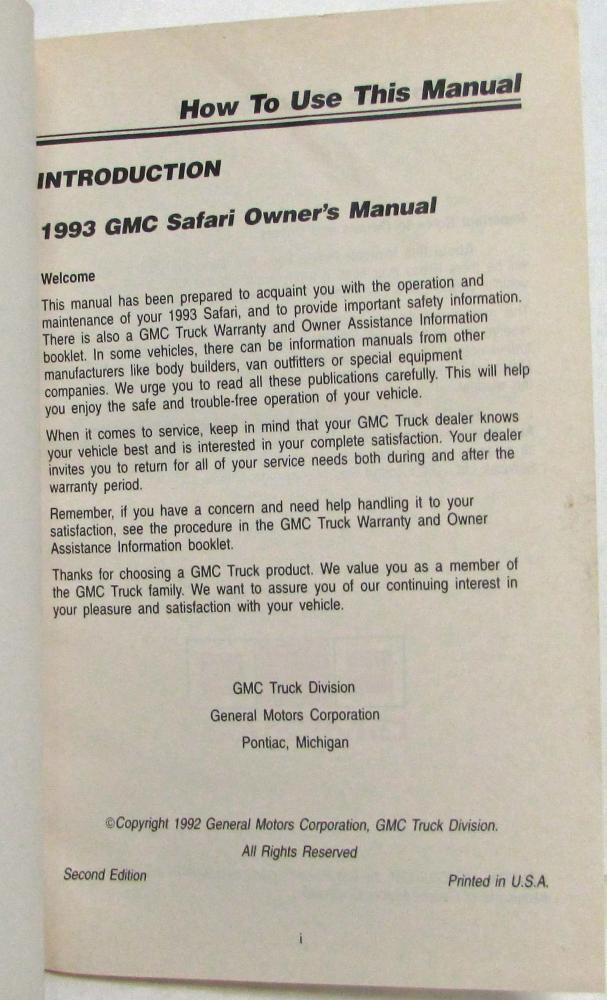 How To Use This Manual
INTRODUCTION
1993 GMC Safari Owner's Manual
Welcome
This manual has been prepared to acquaint you with the operation and
maintenance of your 1993 Safari, and to provide important safety information.
There is also a GMC Truck Warranty and Owner Assistance Information
booklet. In some vehicles, there can be information manuals from other
manufacturers like body builders, van outfitters or special equipment
companies. We urge you to read all these publications carefully. This will help
you enjoy the safe and trouble-free operation of your vehicle.
When it comes to service, keep in mind that your GMC Truck dealer knows
your vehicle best and is interested in your complete satisfaction. Your dealer
invites you to return for all of your service needs both during and after the
warranty period.
Remember, if you have a concern and need help handling it to your
satisfaction, see the procedure in the GMC Truck Warranty and Owner
Assistance Information booklet.
Thanks for choosing a GMC Truck product. We value you as a member of
the GMC Truck family. We want to assure you of our continuing interest in
your pleasure and satisfaction with your vehicle.
GMC Truck Division
General Motors Corporation
Pontiac, Michigan
©Copyright 1992 General Motors Corporation, GMC Truck Division.
All Rights Reserved
Second Edition
Printed in U.S.A.
i